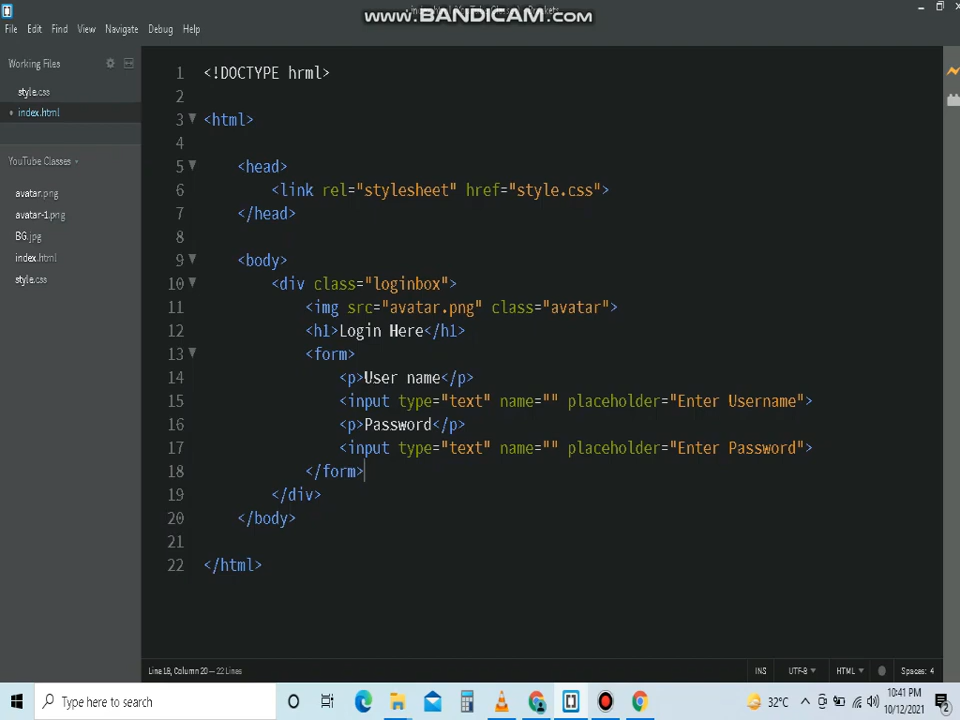 WWW.BANDICAM.COM
File Edit Find View Navigate Debug Help
Working Files
style.css
index.html
YouTube Classes
avatar.png
avatar-1.png
BG.jpg
index.html
style.css
1 <!DOCTYPE hrml>
2
3 <html>
4
5 <head>
6 <link rel="stylesheet" href="style.css">
7 </head>
8
9 <body>
10 <div class="loginbox">
11 <img src="avatar.png" class="avatar">
12 <h1>Login Here</h1>
13 <form>
14 <p>User name</p>
15 <input type="text" name="" placeholder="Enter Username">
16 <p>Password</p>
17 <input type="text" name="" placeholder="Enter Password">
18 </form>
19 </div>
20 </body>
21
22 </html>
Line 18, Column 20 — 22 Lines
INS UTF-8 HTML Spaces: 4
Type here to search
32°C
10:41 PM
10/12/2021
2